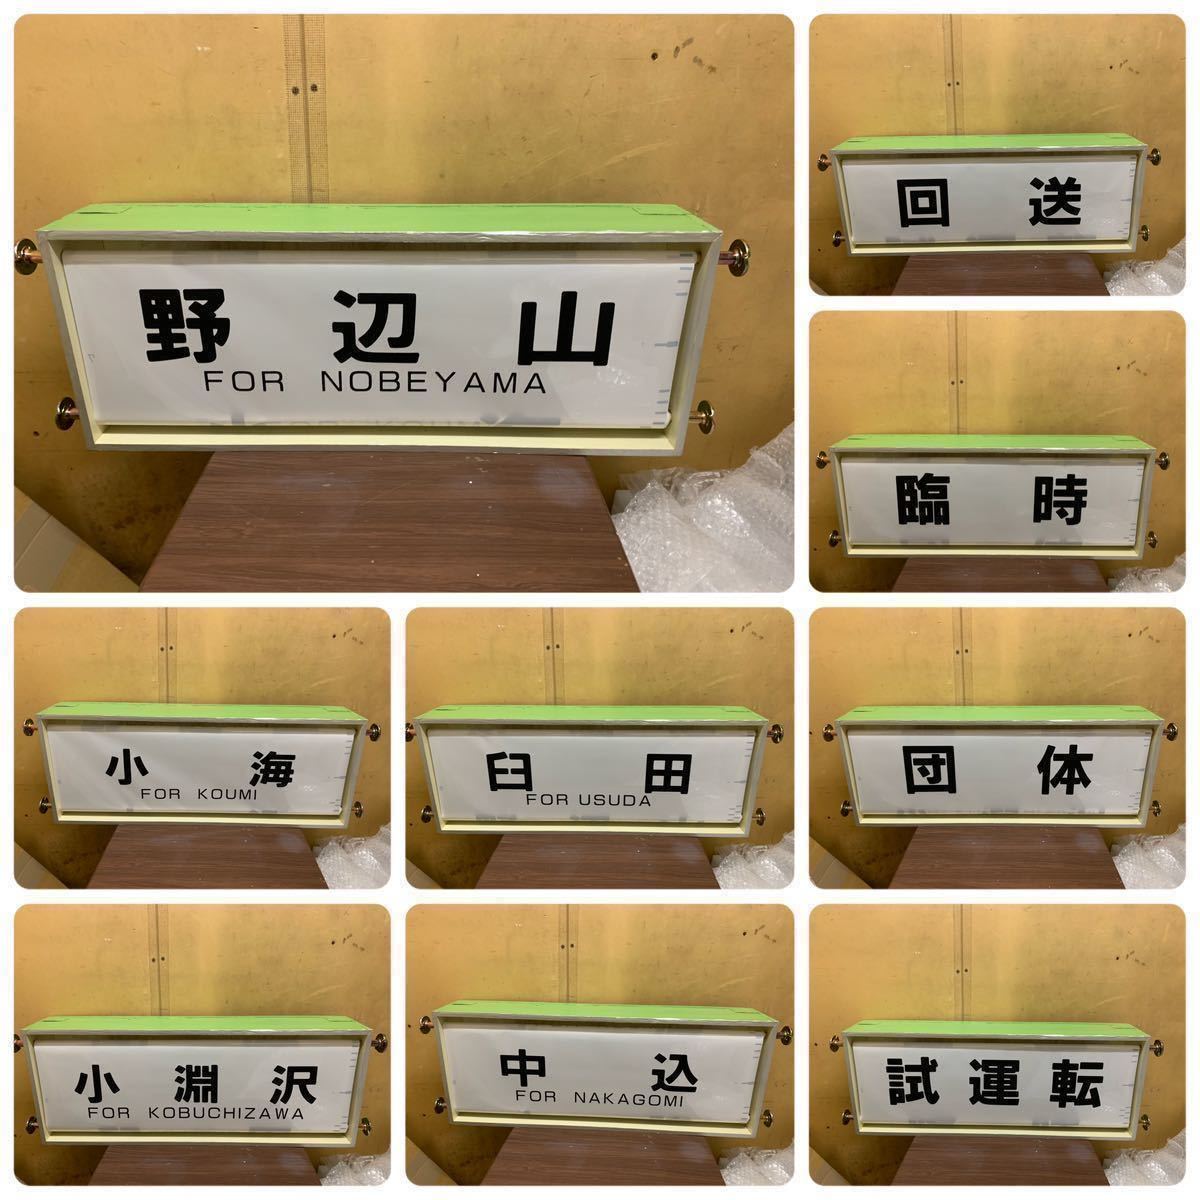 野辺山
FOR NOBEYAMA
回送
臨時
小海
FOR KOUMI
臼田
FOR USUDA
団体
小淵沢
FOR KOBUCHIZAWA
中込
FOR NAKAGOMI
試運転